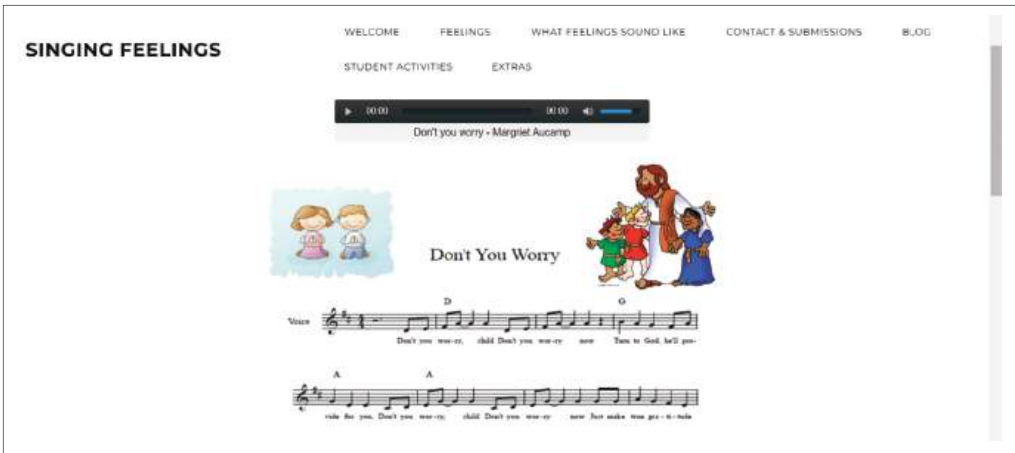 SINGING FEELINGS
WELCOME FEELINGS WHAT FEELINGS SOUND LIKE CONTACT & SUBMISSIONS BLOG
STUDENT ACTIVITIES EXTRAS
00:00 00:00
Don't you worry - Margriet Aucamp
Don't You Worry
D G
Voice
Don't you wor-ry, child Don't you wor-ry now Turn to God, he'll pro-
A A
vide for you. Don't you wor-ry, child Don't you wor-ry now Just make true